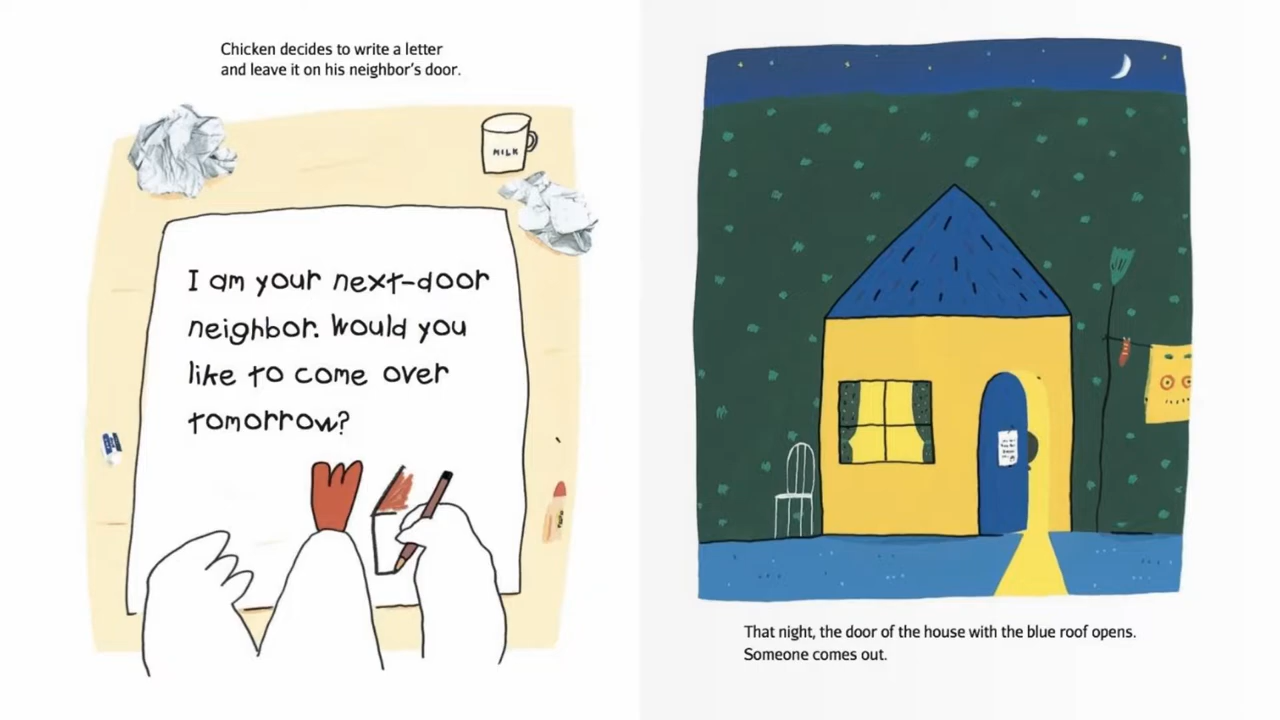 Chicken decides to write a letter
and leave it on his neighbor's door.
MILK
I am your next-door
neighbor. Would you
like to come over
tomorrow?
That night, the door of the house with the blue roof opens.
Someone comes out.